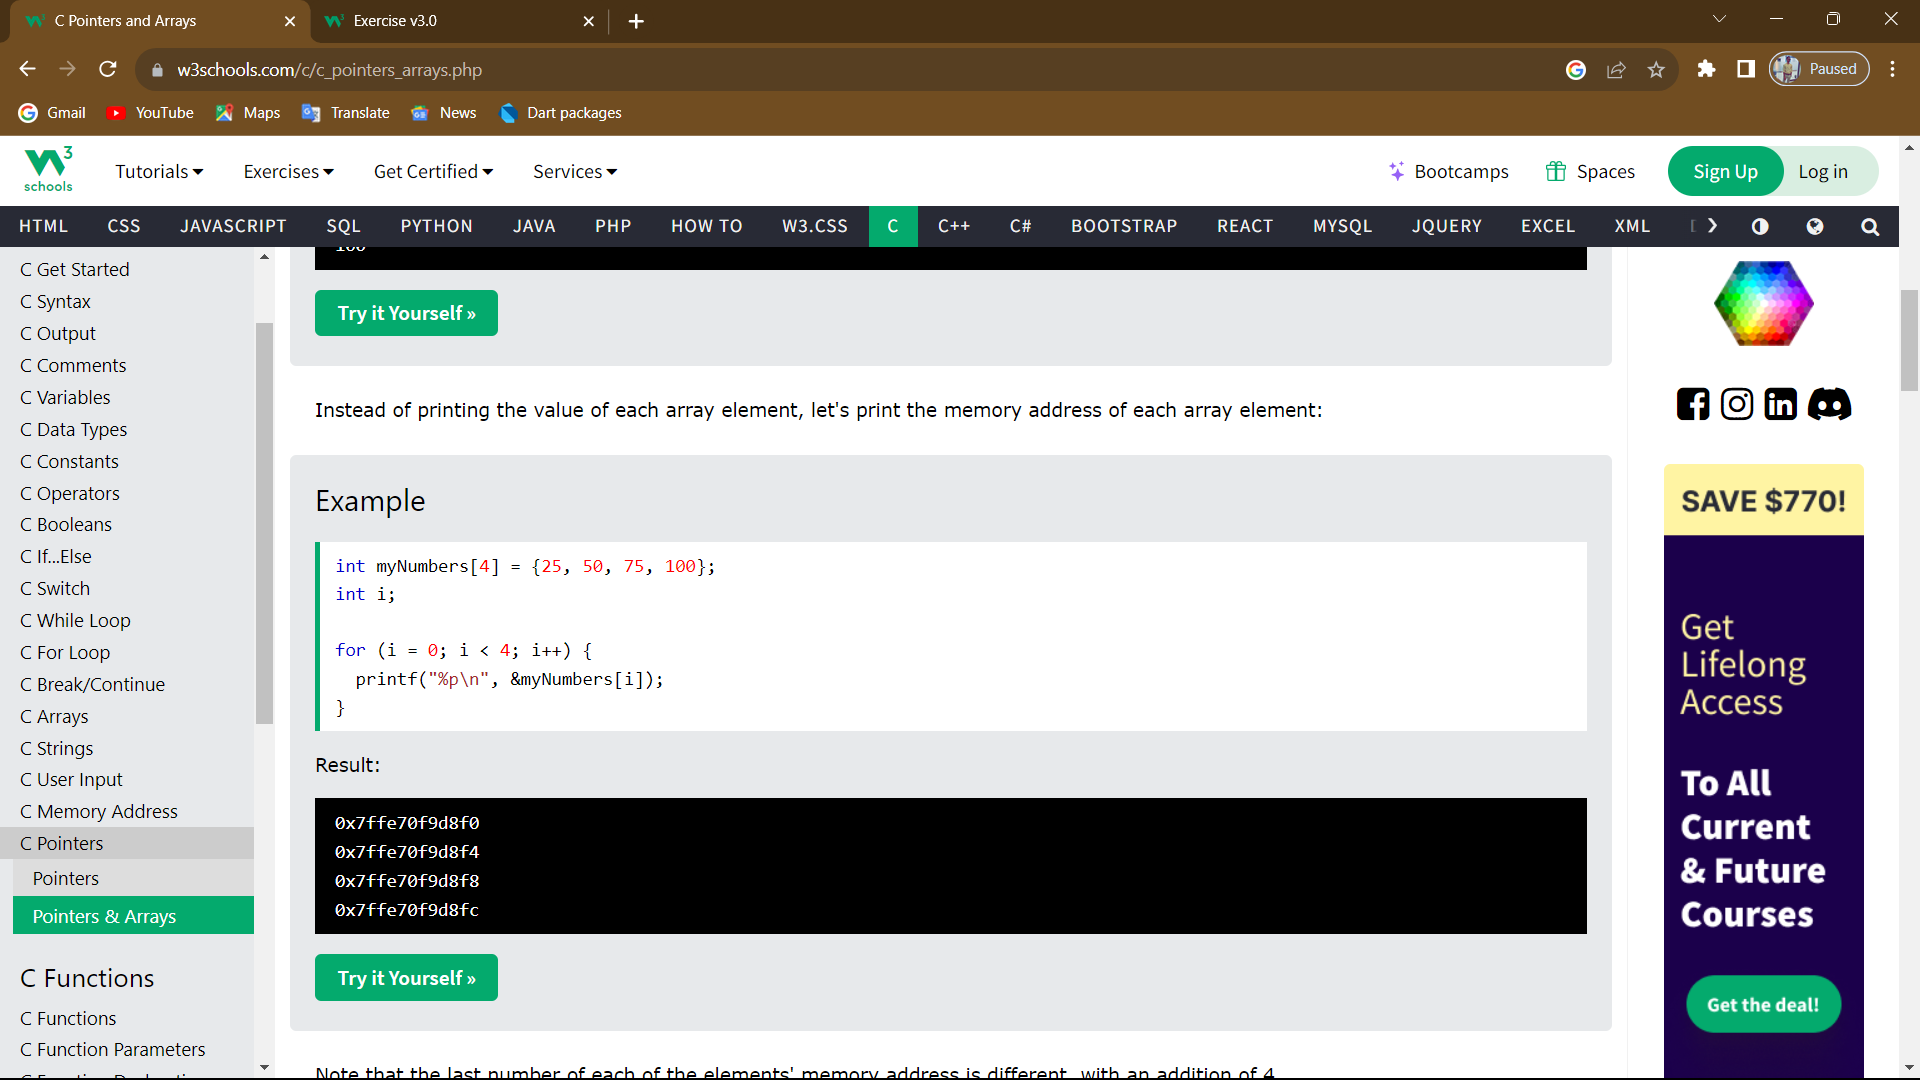 C Pointers and Arrays
Exercise v3.0
w3schools.com/c/c_pointers_arrays.php
Paused
Gmail
YouTube
Maps
Translate
News
Dart packages
3
schools
Tutorials
Exercises
Get Certified
Services
Bootcamps
Spaces
Sign Up
Log in
HTML
CSS
JAVASCRIPT
SQL
PYTHON
JAVA
PHP
HOW TO
W3.CSS
C
C++
C#
BOOTSTRAP
REACT
MYSQL
JQUERY
EXCEL
XML
C Get Started
C Syntax
C Output
C Comments
C Variables
C Data Types
C Constants
C Operators
C Booleans
C If...Else
C Switch
C While Loop
C For Loop
C Break/Continue
C Arrays
C Strings
C User Input
C Memory Address
C Pointers
Pointers
Pointers & Arrays
C Functions
C Functions
C Function Parameters
100
Try it Yourself »
Instead of printing the value of each array element, let's print the memory address of each array element:
Example
int myNumbers[4] = {25, 50, 75, 100};
int i;
for (i = 0; i < 4; i++) {
  printf("%p\n", &myNumbers[i]);
}
Result:
0x7ffe70f9d8f0
0x7ffe70f9d8f4
0x7ffe70f9d8f8
0x7ffe70f9d8fc
Try it Yourself »
Note that the last number of each of the elements' memory address is different, with an addition of 4.
SAVE $770!
Get
Lifelong
Access
To All
Current
& Future
Courses
Get the deal!